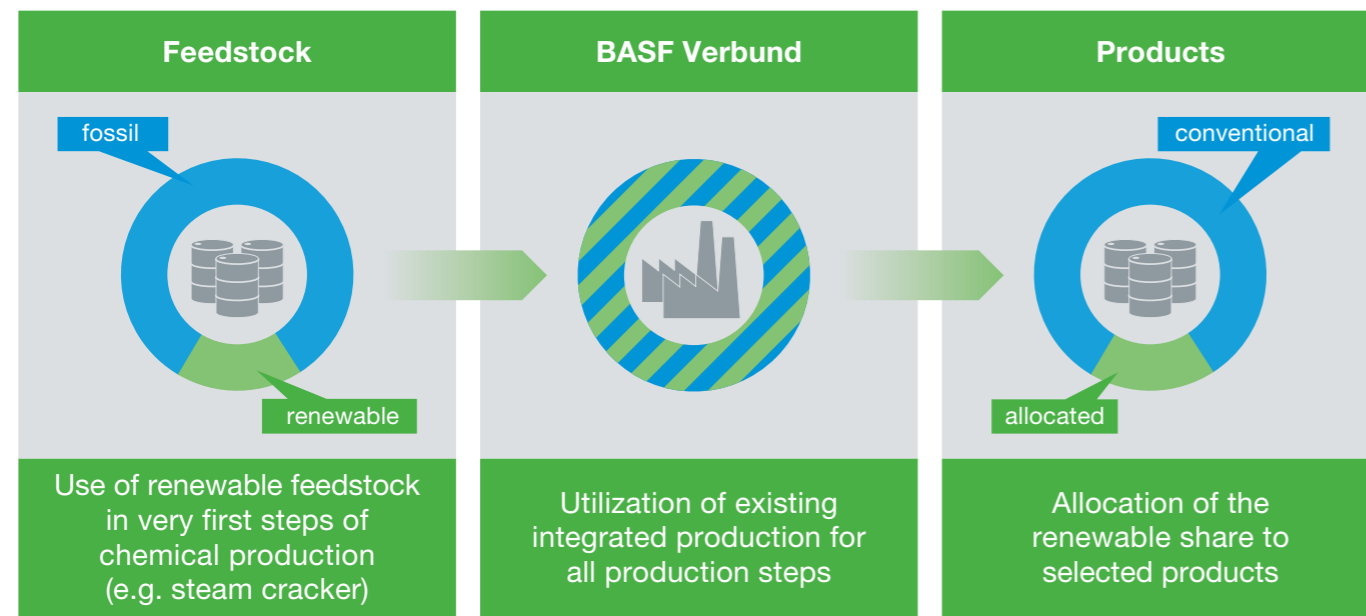 Feedstock
fossil
renewable
Use of renewable feedstock
in very first steps of
chemical production
(e.g. steam cracker)
BASF Verbund
Utilization of existing
integrated production for
all production steps
Products
conventional
allocated
Allocation of the
renewable share to
selected products